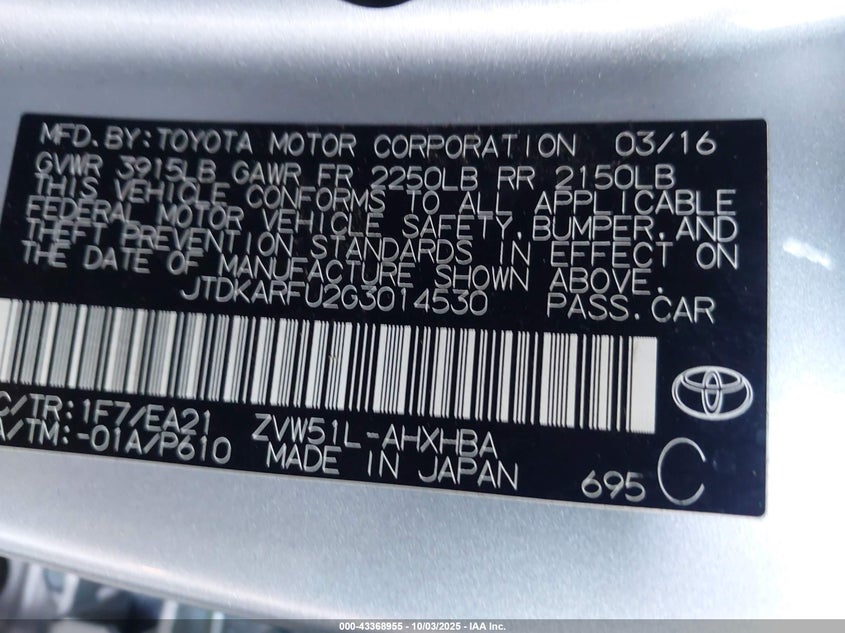 MFD.BY:TOYOTA MOTOR CORPORATION 03/16
GVWR 3915LB GAWR FR 2250LB RR 2150LB
THIS VEHICLE CONFORMS TO ALL APPLICABLE
FEDERAL MOTOR VEHICLE SAFETY,BUMPER,AND
THEFT PREVENTION STANDARDS IN EFFECT ON
THE DATE OF MANUFACTURE SHOWN ABOVE.
JTDKARFU2G3014530 PASS.CAR
C/TR:1F7/EA21 ZVW51L-AHXHBA
A/TM:-01A/P610 MADE IN JAPAN 695 C
000-43368955 - 10/03/2025 - IAA Inc.